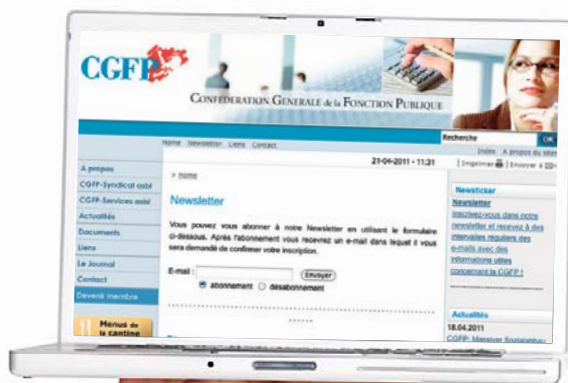 CGFP
CONFEDERATION GENERALE de la FONCTION PUBLIQUE
Home Newsletter Liens Contact
Recherche
OK
Index A propos du site
21-04-2011 - 11:31
Imprimer Envoyer à
A propos
CGFP-Syndicat asbl
CGFP-Services asbl
Actualités
Documents
Liens
Le Journal
Contact
Devenir membre
Menus de
la cantine
» Home
Newsletter
Vous pouvez vous abonner à notre Newsletter en utilisant le formulaire
ci-dessous. Après l'abonnement vous recevrez un e-mail dans lequel il vous
sera demandé de confirmer votre inscription.
E-mail :
Envoyer
abonnement désabonnement
Newsticker
Newsletter
Inscrivez-vous dans notre
newsletter et recevez à des
intervalles réguliers des
e-mails avec des
informations utiles
concernant la CGFP !
Actualités
18.04.2011
CGFP: Massiver Sozialabbau